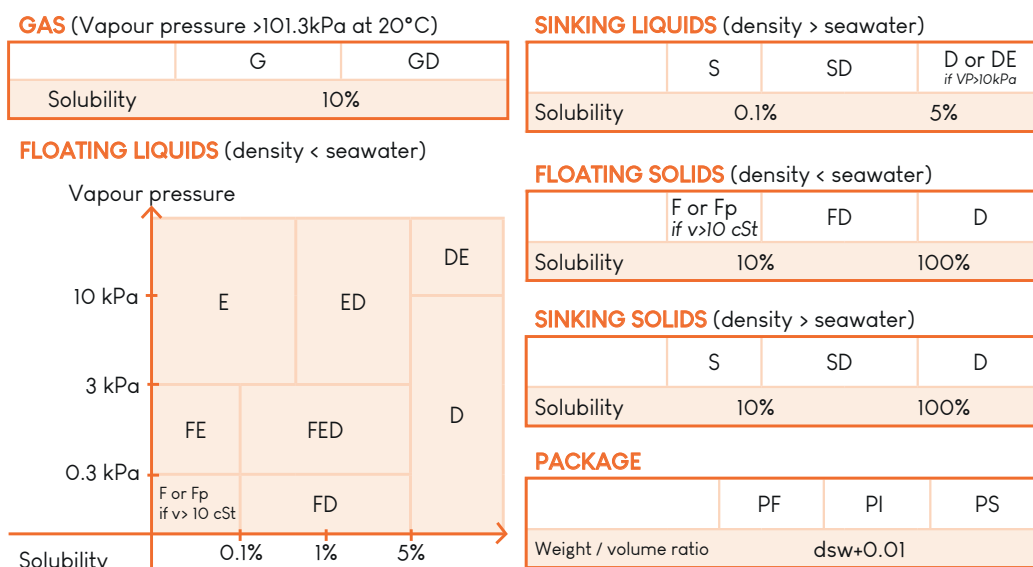 GAS (Vapour pressure >101.3kPa at 20°C)
G GD
Solubility 10%
FLOATING LIQUIDS (density < seawater)
Vapour pressure
DE
10 kPa E ED
3 kPa
D
FE FED
0.3 kPa
F or Fp
if v> 10 cSt
FD
Solubility 0.1% 1% 5%
SINKING LIQUIDS (density > seawater)
S SD D or DE
if VP>10kPa
Solubility 0.1% 5%
FLOATING SOLIDS (density < seawater)
F or Fp
if v>10 cSt
FD D
Solubility 10% 100%
SINKING SOLIDS (density > seawater)
S SD D
Solubility 10% 100%
PACKAGE
PF PI PS
Weight / volume ratio dsw+0.01